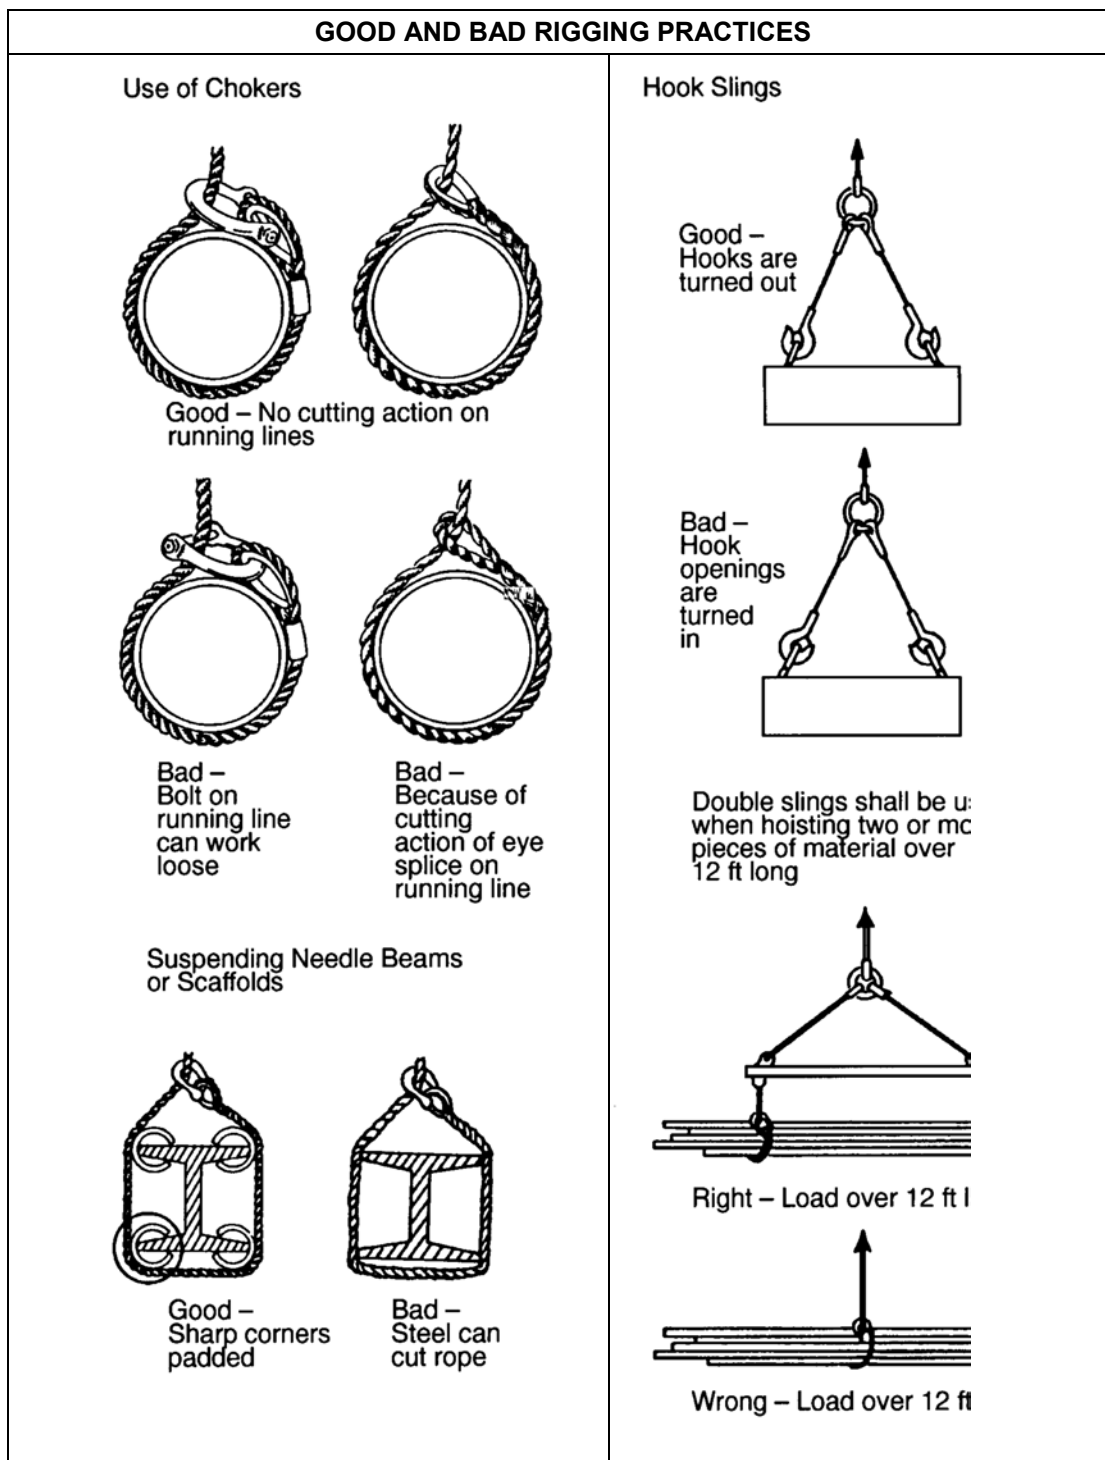 GOOD AND BAD RIGGING PRACTICES
Use of Chokers
Good – No cutting action on
running lines
Bad –
Bolt on
running line
can work
loose
Bad –
Because of
cutting
action of eye
splice on
running line
Suspending Needle Beams
or Scaffolds
Good –
Sharp corners
padded
Bad –
Steel can
cut rope
Hook Slings
Good –
Hooks are
turned out
Bad –
Hook
openings
are
turned
in
Double slings shall be
when hoisting two or
pieces of material over
12 ft long
Right – Load over 12 ft
Wrong – Load over 12 ft